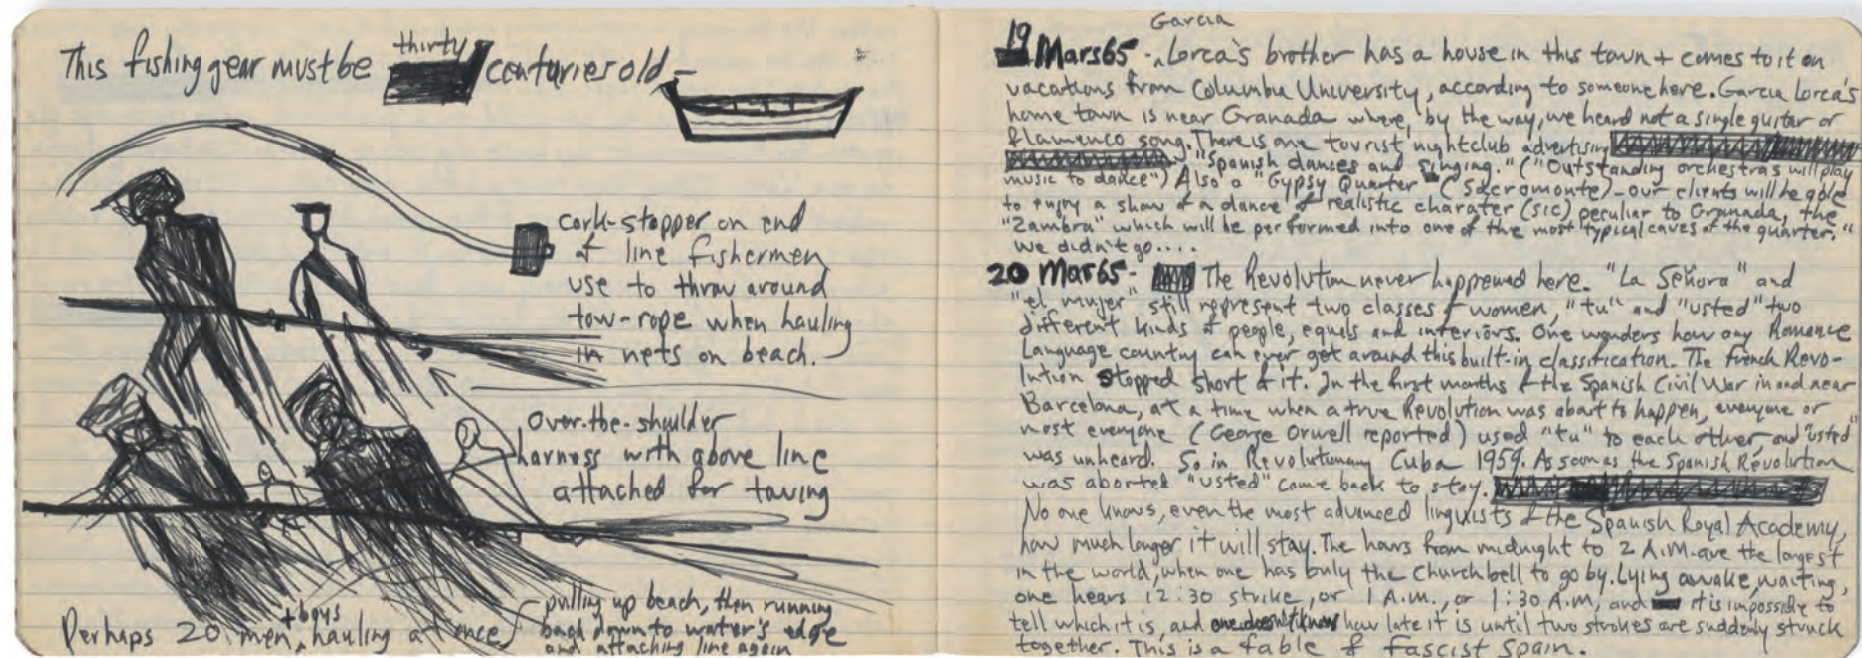 This fishing gear must be thirty centuries old -
cork-stopper on end
of line fishermen
use to throw around
tow-rope when hauling
in nets on beach.
Over-the-shoulder
harness with above line
attached for towing
Perhaps 20 men + boys, hauling at once
pulling up beach, then running
back down to water's edge
and attaching line again
19 Mars 65 - Garcia Lorca's brother has a house in this town + comes to it on
vacations from Columbia University, according to someone here. Garcia Lorca's
home town is near Granada where, by the way, we heard not a single guitar or
flamenco song. There is one tourist nightclub advertising
"Spanish dances and singing." ("Outstanding orchestras will play
music to dance") Also a "Gypsy Quarter" (Sacromonte) - our clients will be able
to enjoy a show of a dance of realistic charater (sic) peculiar to Granada, the
"Zambra" which will be performed into one of the most typical caves of the quarter."
We didn't go....
20 Mar 65 - The Revolution never happened here. "La Señora" and
"el mujer" still represent two classes of women, "tu" and "usted" two
different kinds of people, equals and inferiors. One wonders how any Romance
Language country can ever get around this built-in classification. The French Revo-
lution stopped short of it. In the first months of the Spanish Civil War in and near
Barcelona, at a time when a true Revolution was about to happen, everyone or
most everyone (George Orwell reported) used "tu" to each other and "usted"
was unheard. So in Revolutionary Cuba 1959. As soon as the Spanish Revolution
was aborted "usted" came back to stay.
No one knows, even the most advanced linguists of the Spanish Royal Academy,
how much longer it will stay. The hours from midnight to 2 A.M. are the largest
in the world, when one has only the Church bell to go by. Lying awake, waiting,
one hears 12:30 strike, or 1 A.M., or 1:30 A.M, and it is impossible to
tell which it is, and one doesn't know how late it is until two strokes are suddenly struck
together. This is a fable of fascist Spain.